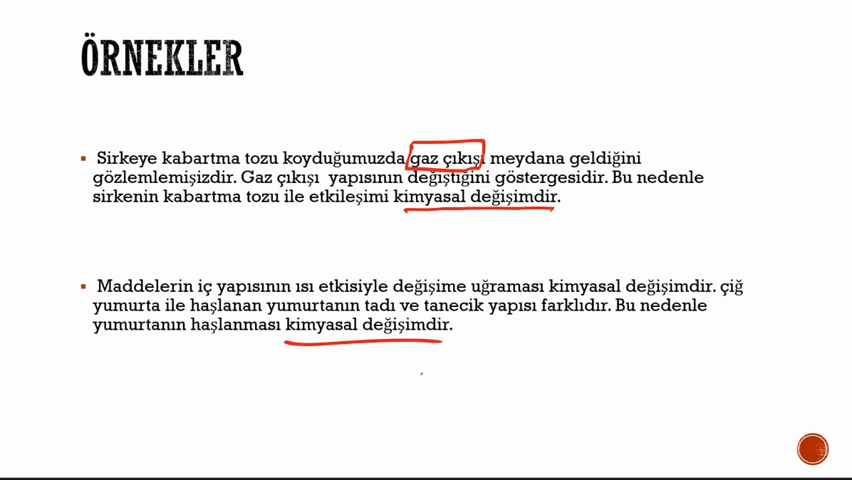 ÖRNEKLER
▪ Sirkeye kabartma tozu koyduğumuzda gaz çıkışı meydana geldiğini
gözlemlemişizdir. Gaz çıkışı yapısının değiştiğini göstergesidir. Bu nedenle
sirkenin kabartma tozu ile etkileşimi kimyasal değişimdir.
▪ Maddelerin iç yapısının ısı etkisiyle değişime uğraması kimyasal değişimdir. çiğ
yumurta ile haşlanan yumurtanın tadı ve tanecik yapısı farklıdır. Bu nedenle
yumurtanın haşlanması kimyasal değişimdir.